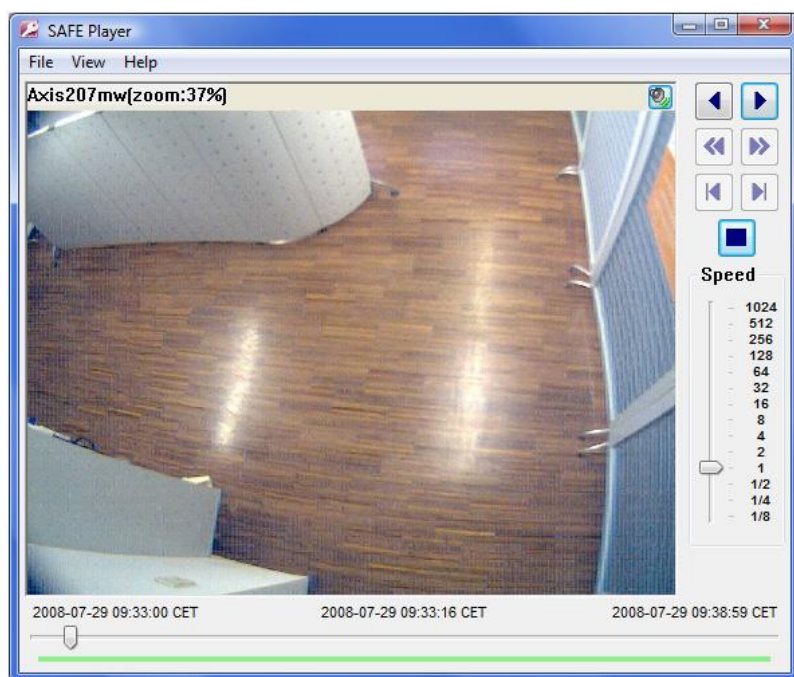 SAFE Player
File View Help
Axis207mw(zoom:37%)
Speed
1024
512
256
128
64
32
16
8
4
2
1
1/2
1/4
1/8
2008-07-29 09:33:00 CET 2008-07-29 09:33:16 CET 2008-07-29 09:38:59 CET